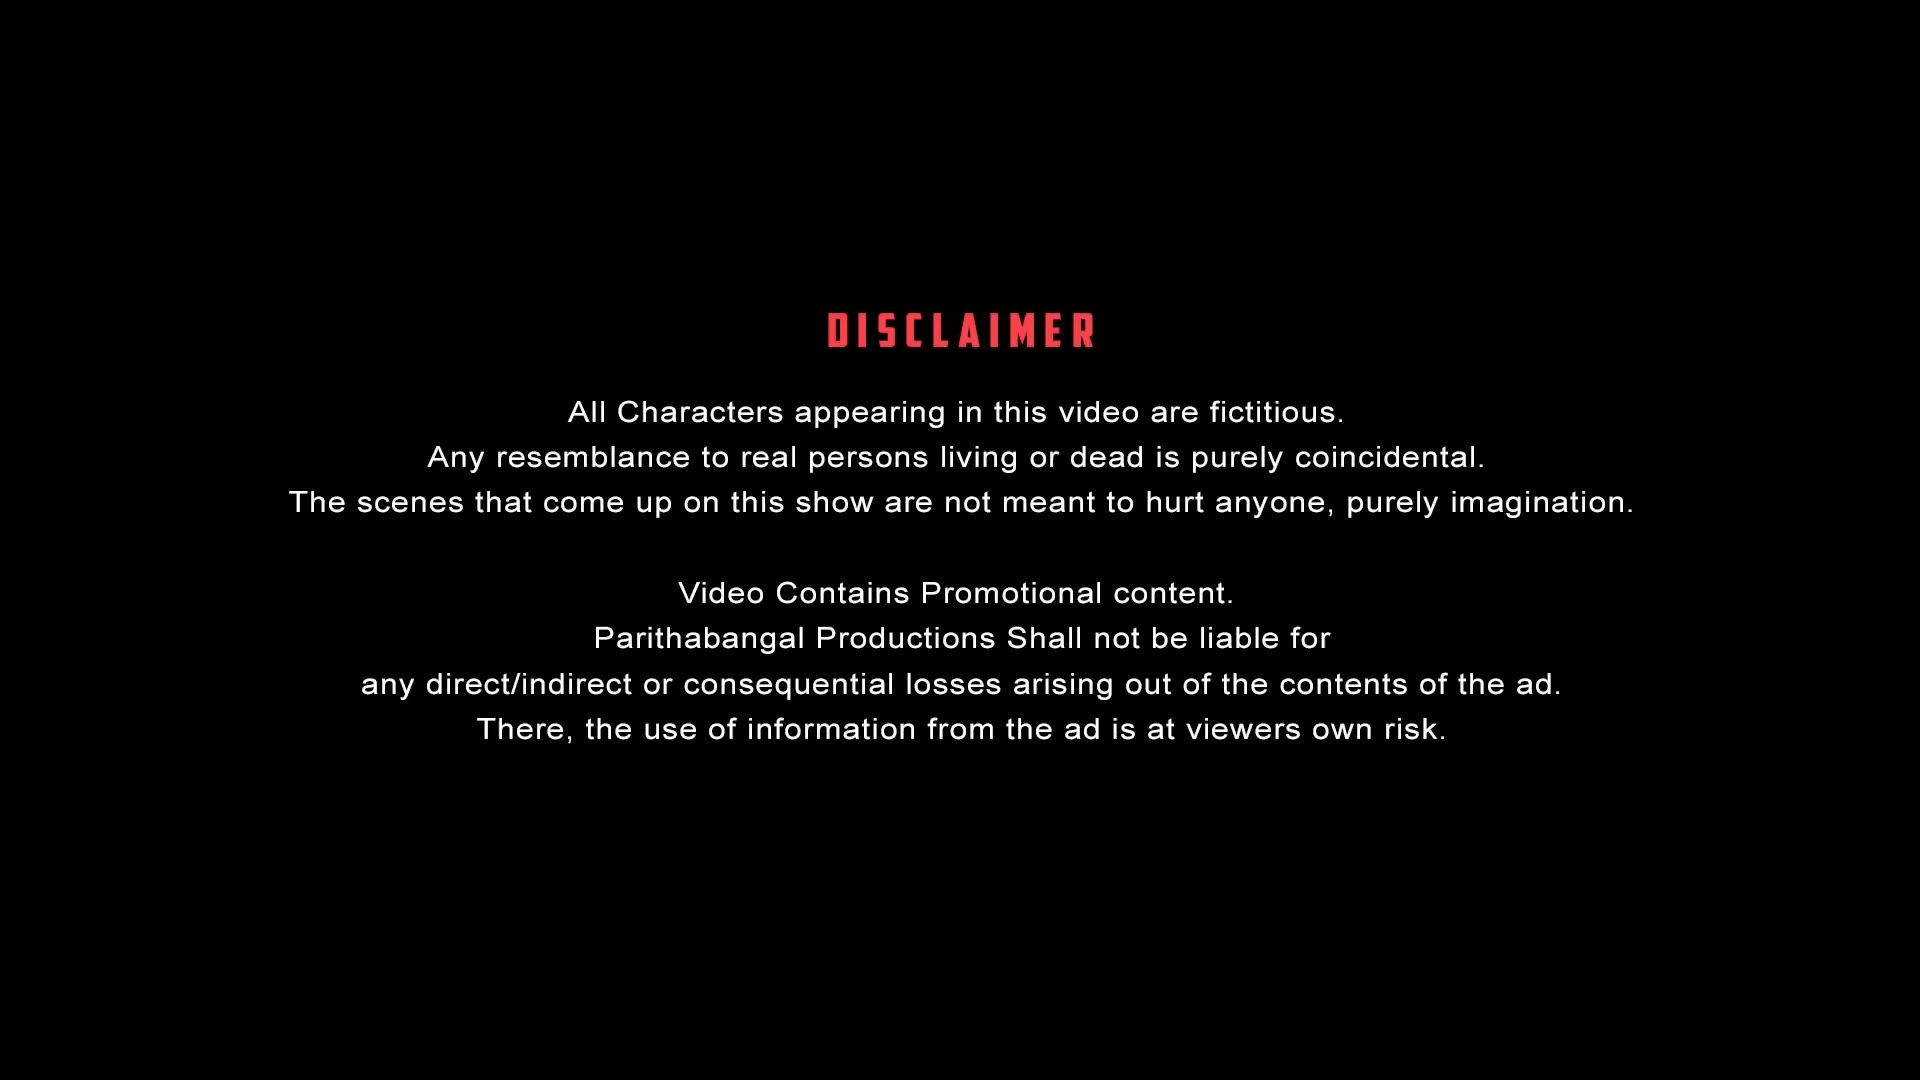 DISCLAIMER
All Characters appearing in this video are fictitious.
Any resemblance to real persons living or dead is purely coincidental.
The scenes that come up on this show are not meant to hurt anyone, purely imagination.
Video Contains Promotional content.
Parithabangal Productions Shall not be liable for
any direct/indirect or consequential losses arising out of the contents of the ad.
There, the use of information from the ad is at viewers own risk.